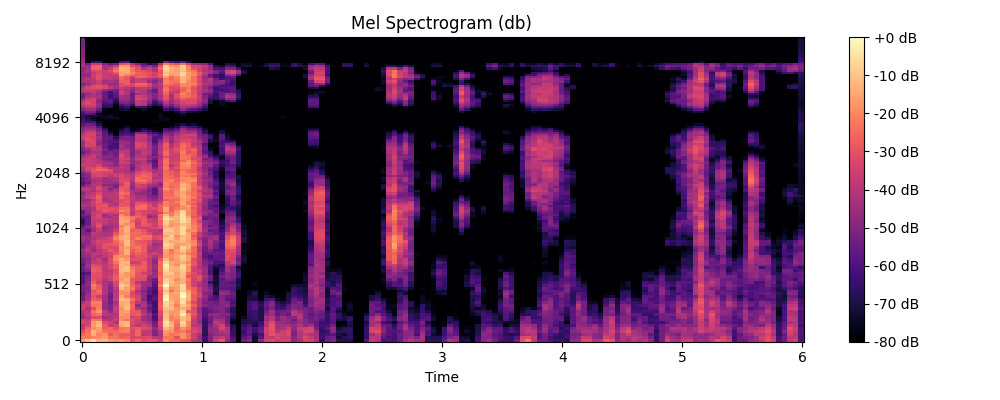 Mel Spectrogram (db)
Hz
8192
4096
2048
1024
512
0
0 1 2 3 4 5 6
Time
+0 dB
-10 dB
-20 dB
-30 dB
-40 dB
-50 dB
-60 dB
-70 dB
-80 dB